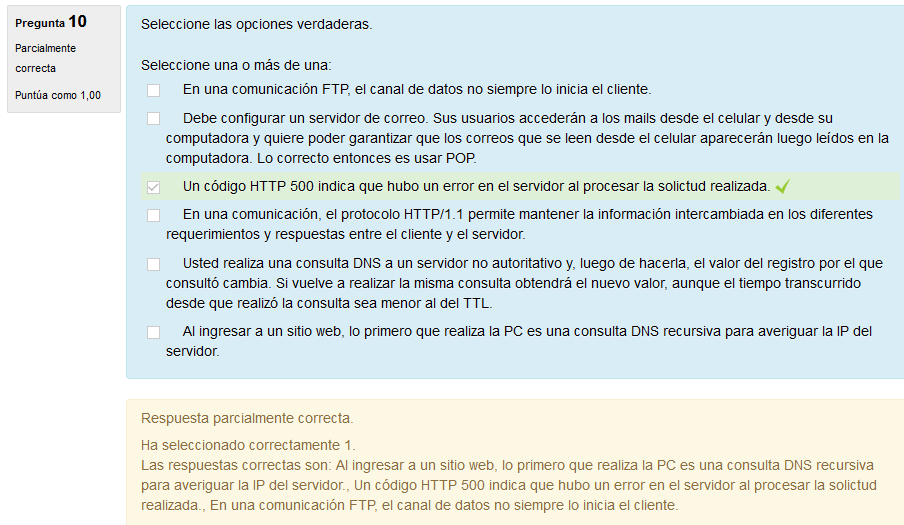 Pregunta 10
Parcialmente
correcta
Puntúa como 1,00
Seleccione las opciones verdaderas.
Seleccione una o más de una:
En una comunicación FTP, el canal de datos no siempre lo inicia el cliente.
Debe configurar un servidor de correo. Sus usuarios accederán a los mails desde el celular y desde su
computadora y quiere poder garantizar que los correos que se leen desde el celular aparecerán luego leídos en la
computadora. Lo correcto entonces es usar POP.
Un código HTTP 500 indica que hubo un error en el servidor al procesar la solictud realizada.
En una comunicación, el protocolo HTTP/1.1 permite mantener la información intercambiada en los diferentes
requerimientos y respuestas entre el cliente y el servidor.
Usted realiza una consulta DNS a un servidor no autoritativo y, luego de hacerla, el valor del registro por el que
consultó cambia. Si vuelve a realizar la misma consulta obtendrá el nuevo valor, aunque el tiempo transcurrido
desde que realizó la consulta sea menor al del TTL.
Al ingresar a un sitio web, lo primero que realiza la PC es una consulta DNS recursiva para averiguar la IP del
servidor.
Respuesta parcialmente correcta.
Ha seleccionado correctamente 1.
Las respuestas correctas son: Al ingresar a un sitio web, lo primero que realiza la PC es una consulta DNS recursiva
para averiguar la IP del servidor., Un código HTTP 500 indica que hubo un error en el servidor al procesar la solictud
realizada., En una comunicación FTP, el canal de datos no siempre lo inicia el cliente.